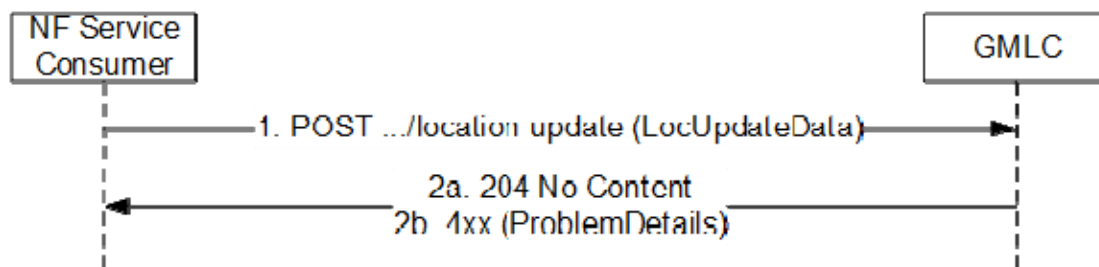 NF Service
Consumer
GMLC
1. POST .../location update (LocUpdateData)
2a. 204 No Content
2b. 4xx (ProblemDetails)